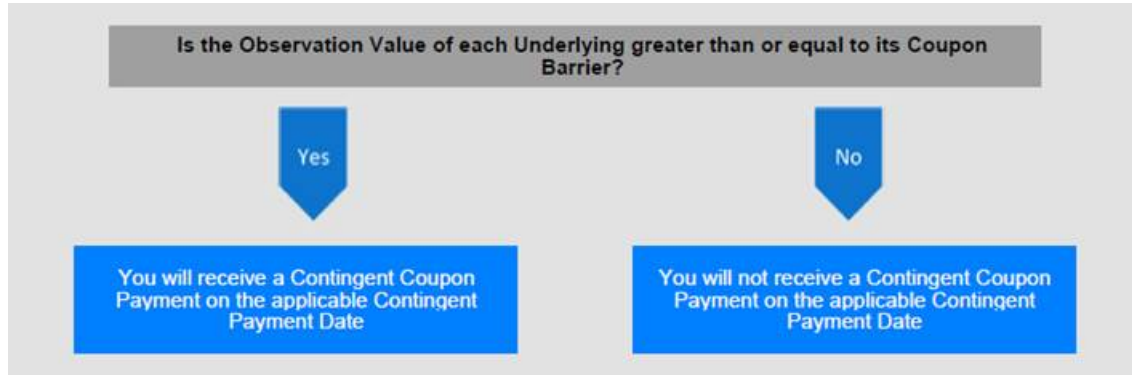 Is the Observation Value of each Underlying greater than or equal to its Coupon
Barrier?
Yes
No
You will receive a Contingent Coupon
Payment on the applicable Contingent
Payment Date
You will not receive a Contingent Coupon
Payment on the applicable Contingent
Payment Date